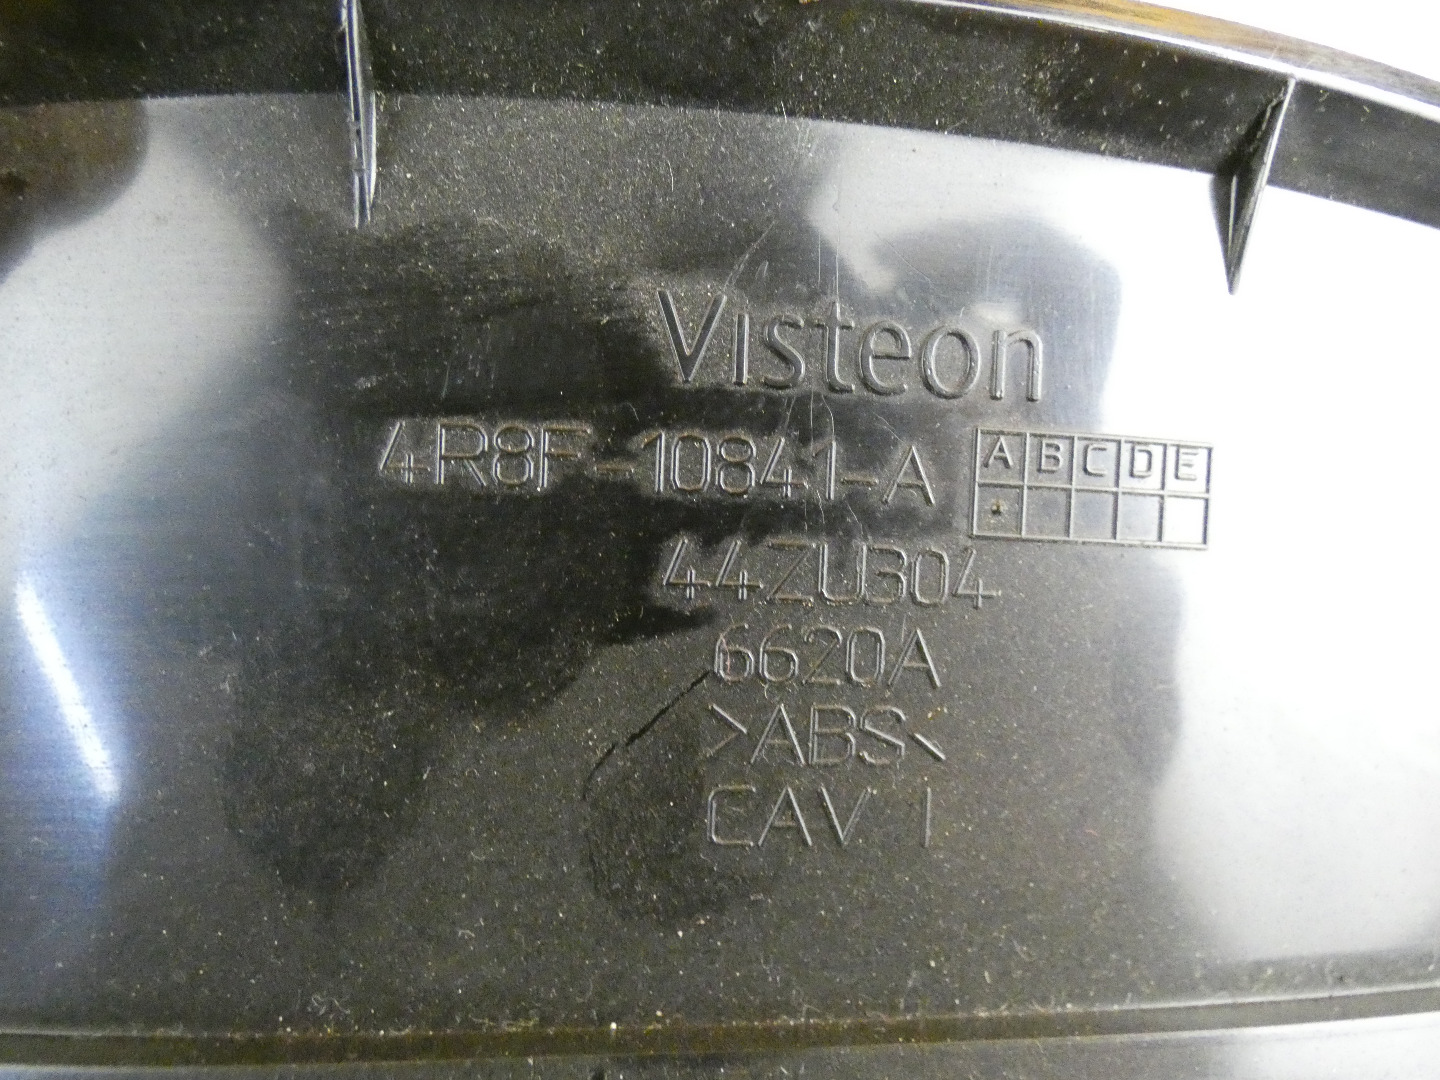 Visteon
4R8F-10841-A
A B C D E
44ZU304
6620A
>ABS<
CAV 1